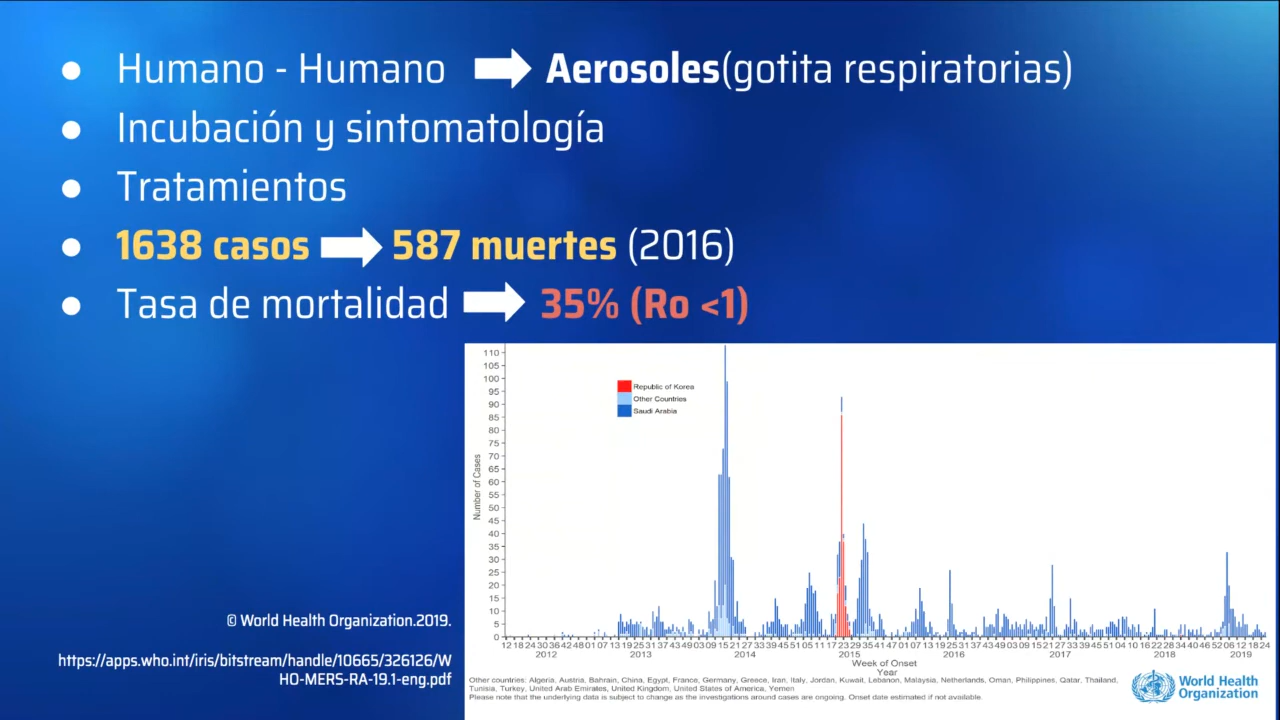 Humano - Humano Aerosoles(gotita respiratorias)
Incubación y sintomatología
Tratamientos
1638 casos 587 muertes (2016)
Tasa de mortalidad 35% (Ro <1)
110
105
100
95
90
85
80
75
70
65
60
55
50
45
40
35
30
25
20
15
10
5
0
Number of Cases
Republic of Korea
Other Countries
Saudi Arabia
2012 2013 2014 2015 2016 2017 2018 2019
Week of Onset
Year
Other countries: Algeria, Austria, Bahrain, China, Egypt, France, Germany, Greece, Iran, Italy, Jordan, Kuwait, Lebanon, Malaysia, Netherlands, Oman, Philippines, Qatar, Thailand,
Tunisia, Turkey, United Arab Emirates, United Kingdom, United States of America, Yemen
Please note that the underlying data is subject to change as the investigations around cases are ongoing. Onset date estimated if not available.
World Health
Organization
© World Health Organization.2019.
https://apps.who.int/iris/bitstream/handle/10665/326126/W
HO-MERS-RA-19.1-eng.pdf